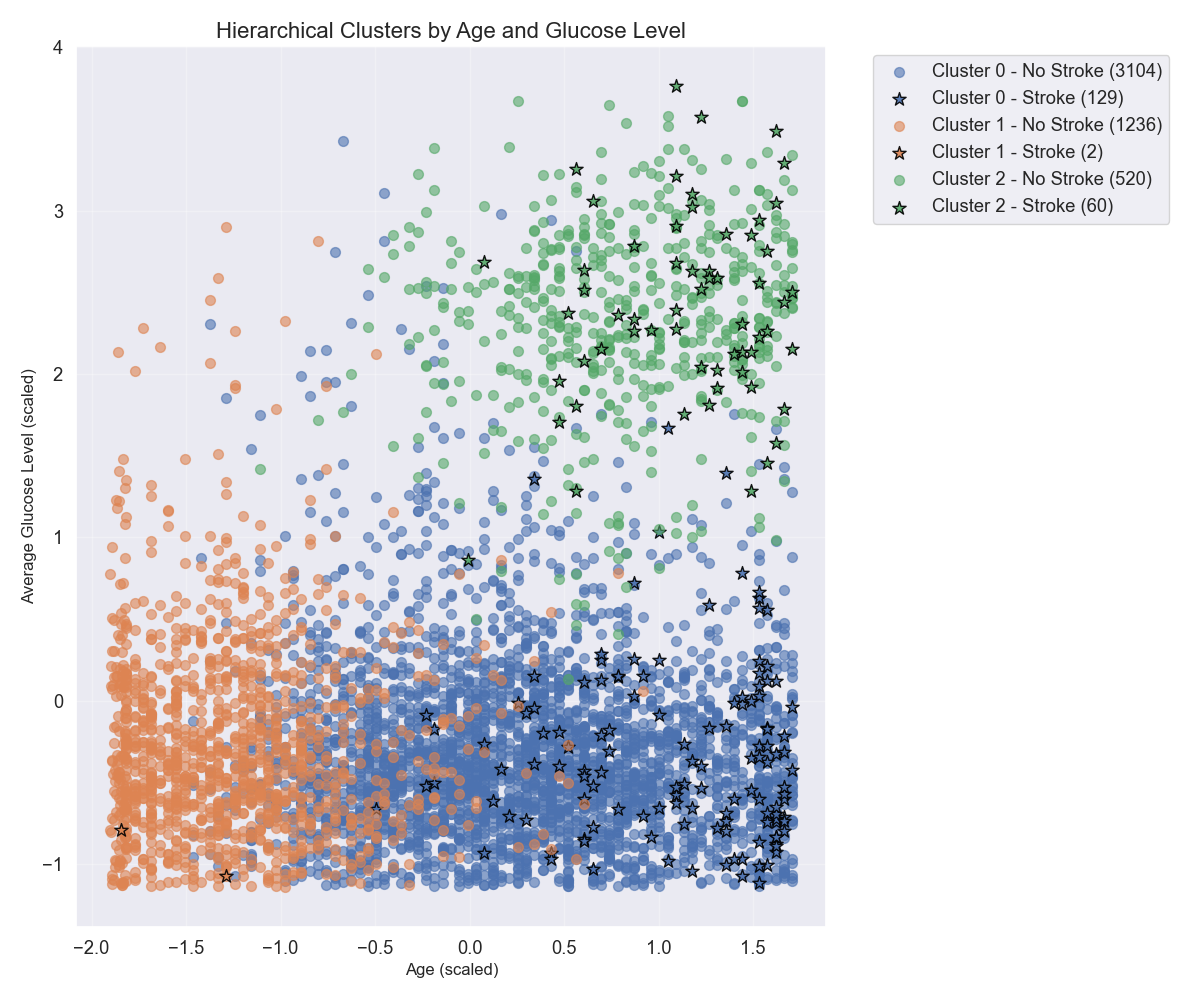 Hierarchical Clusters by Age and Glucose Level
4
3
2
1
0
−1
Average Glucose Level (scaled)
−2.0
−1.5
−1.0
−0.5
0.0
0.5
1.0
1.5
Age (scaled)
Cluster 0 - No Stroke (3104)
Cluster 0 - Stroke (129)
Cluster 1 - No Stroke (1236)
Cluster 1 - Stroke (2)
Cluster 2 - No Stroke (520)
Cluster 2 - Stroke (60)